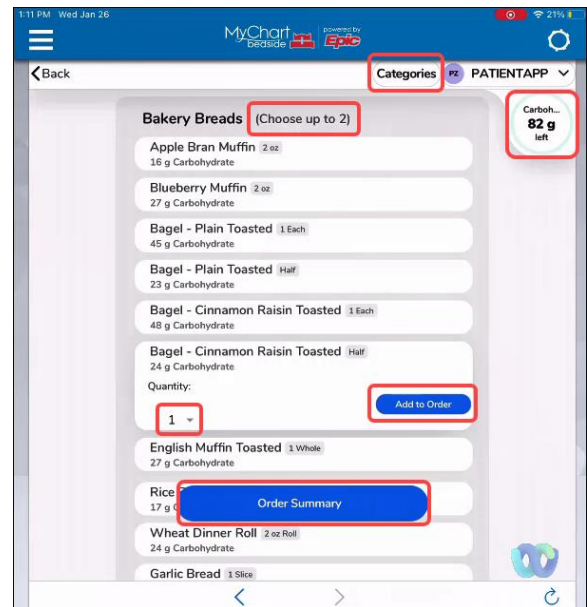 1:11 PM Wed Jan 26
21%
MyChart bedside
powered by Epic
Back
Categories PZ PATIENTAPP
Carboh...
82 g
left
Bakery Breads (Choose up to 2)
Apple Bran Muffin 2 oz
16 g Carbohydrate
Blueberry Muffin 2 oz
27 g Carbohydrate
Bagel - Plain Toasted 1 Each
45 g Carbohydrate
Bagel - Plain Toasted Half
23 g Carbohydrate
Bagel - Cinnamon Raisin Toasted 1 Each
48 g Carbohydrate
Bagel - Cinnamon Raisin Toasted Half
24 g Carbohydrate
Quantity:
1
Add to Order
English Muffin Toasted 1 Whole
27 g Carbohydrate
Rice
17 g
Order Summary
Wheat Dinner Roll 2 oz Roll
24 g Carbohydrate
Garlic Bread 1 Slice